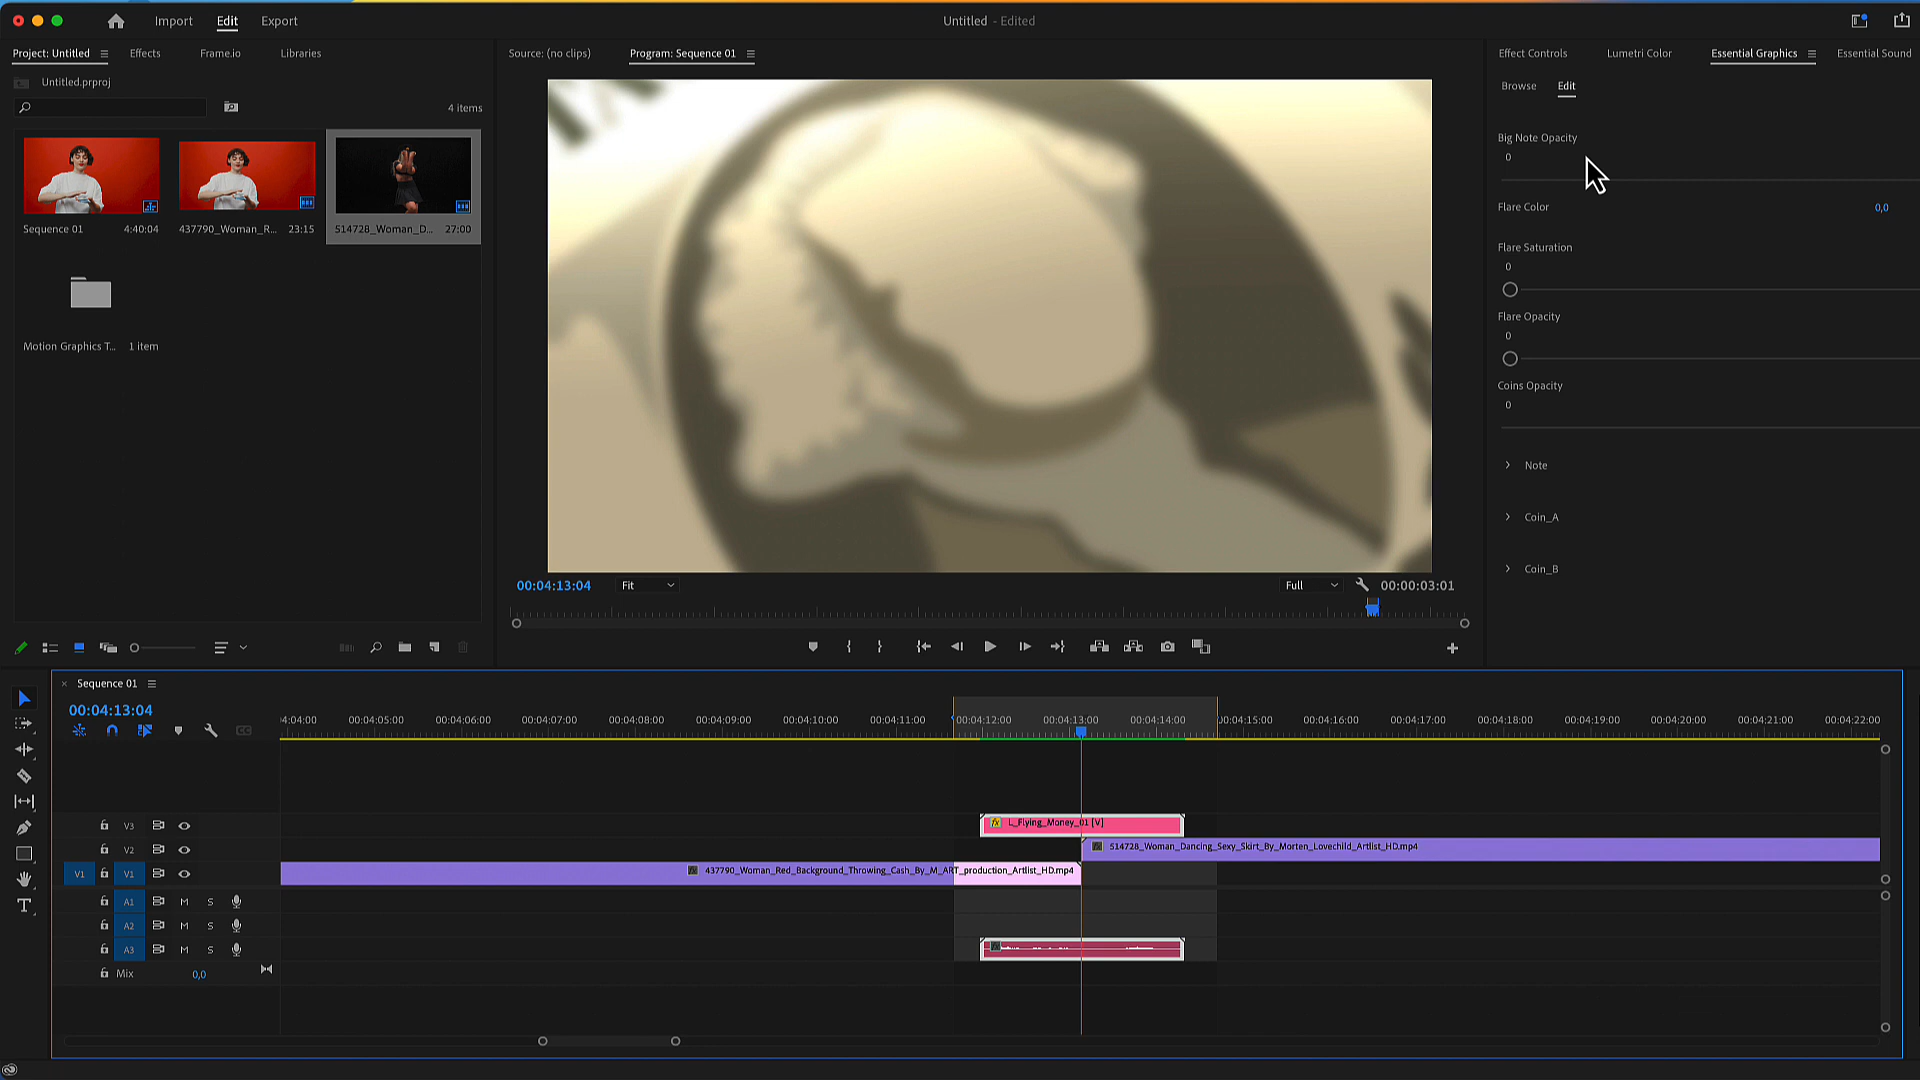 Import
Edit
Export
Untitled - Edited
Project: Untitled
Effects
Frame.io
Libraries
Source: (no clips)
Program: Sequence 01
Effect Controls
Lumetri Color
Essential Graphics
Essential Sound
Untitled.prproj
Browse
Edit
4 items
Big Note Opacity
0
Flare Color
0,0
Sequence 01
4:40:04
437790_Woman_R...
23:15
514728_Woman_D...
27:00
Flare Saturation
0
Flare Opacity
0
Motion Graphics T...
1 item
Coins Opacity
0
Note
Coin_A
Coin_B
00:04:13:04
Fit
Full
00:00:03:01
Sequence 01
00:04:13:04
4:04:00
00:04:05:00
00:04:06:00
00:04:07:00
00:04:08:00
00:04:09:00
00:04:10:00
00:04:11:00
00:04:12:00
00:04:13:00
00:04:14:00
00:04:15:00
00:04:16:00
00:04:17:00
00:04:18:00
00:04:19:00
00:04:20:00
00:04:21:00
00:04:22:00
CC
V3
fx
L_Flying_Money_01 [V]
V2
514728_Woman_Dancing_Sexy_Skirt_By_Morten_Lovechild_Artlist_HD.mp4
V1
V1
437790_Woman_Red_Background_Throwing_Cash_By_M_ART_production_Artlist_HD.mp4
A1
M
S
A2
M
S
A3
M
S
Mix
0,0